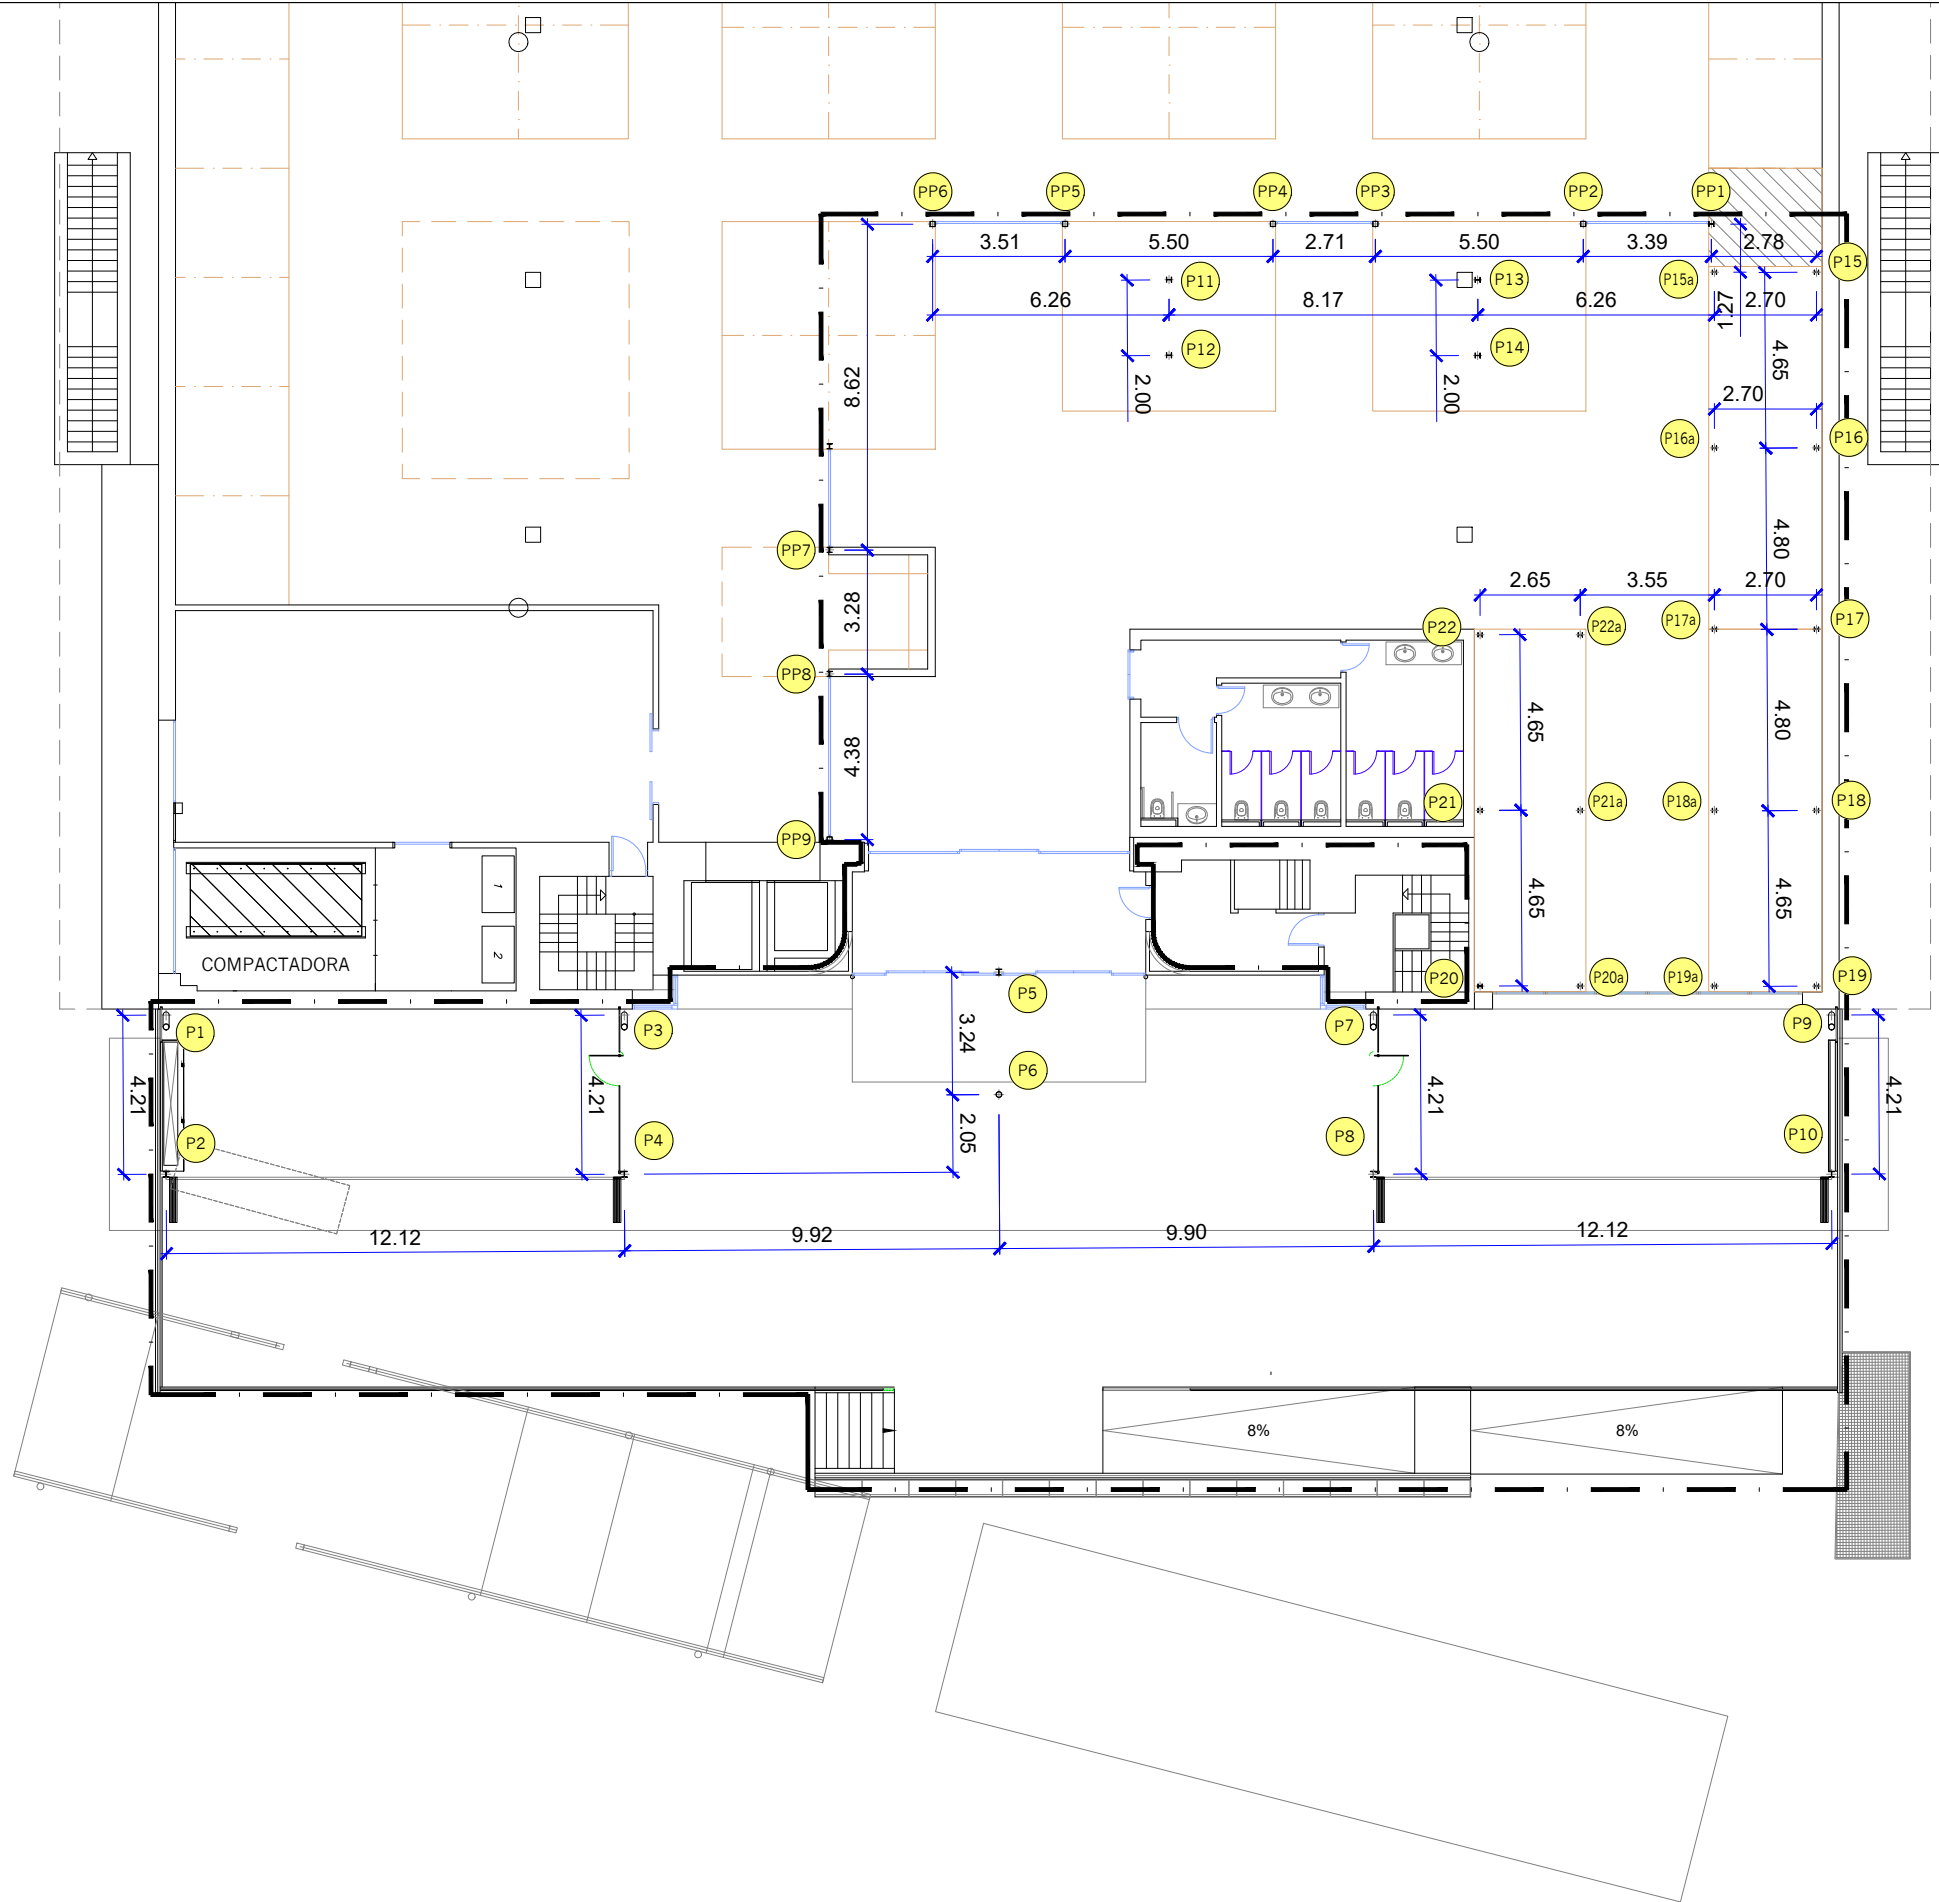 PP6 PP5 PP4 PP3 PP2 PP1
3.51 5.50 2.71 5.50 3.39 2.78
P15
P11 P13 P15a
6.26 8.17 6.26 2.70
1.27
P12 P14
4.65
8.62
2.00 2.00
2.70
P16a P16
4.80
PP7
2.65 3.55 2.70
3.28
P22 P22a P17a P17
PP8
4.65
4.80
4.38
P21 P21a P18a P18
PP9
1
4.65
4.65
2
COMPACTADORA
P20 P20a P19a P19
P5
P1 P3 P7 P9
3.24
P6
4.21 4.21 4.21 4.21
2.05
P2 P4 P8 P10
12.12 9.92 9.90 12.12
8% 8%